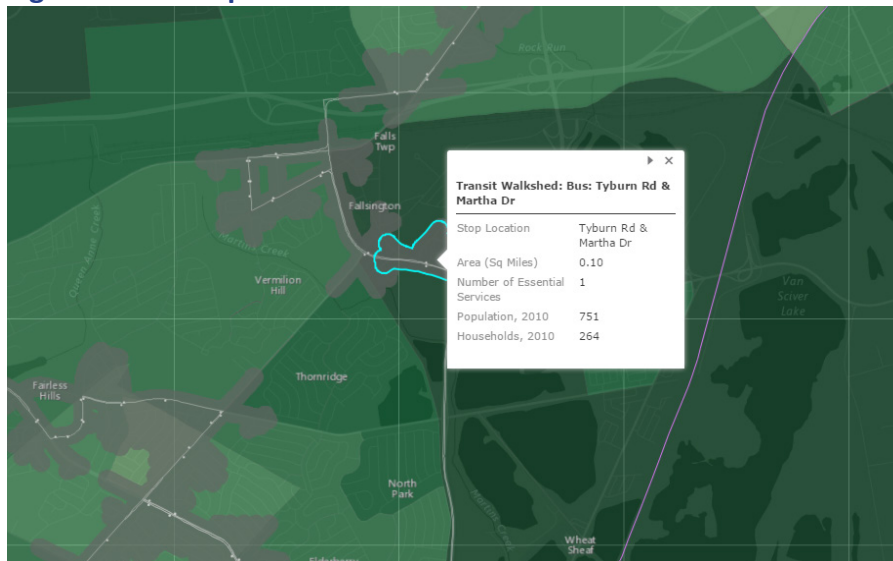 Rock Run
Falls
Twp
Fallsington
Queen Anne Creek
Martins Creek
Vermilion
Hill
Transit Walkshed: Bus: Tyburn Rd &
Martha Dr
Stop Location Tyburn Rd &
Martha Dr
Area (Sq Miles) 0.10
Number of Essential 1
Services
Population, 2010 751
Households, 2010 264
Van
Sciver
Lake
Thornridge
Fairless
Hills
North
Park
Martins Creek
Wheat
Sheaf